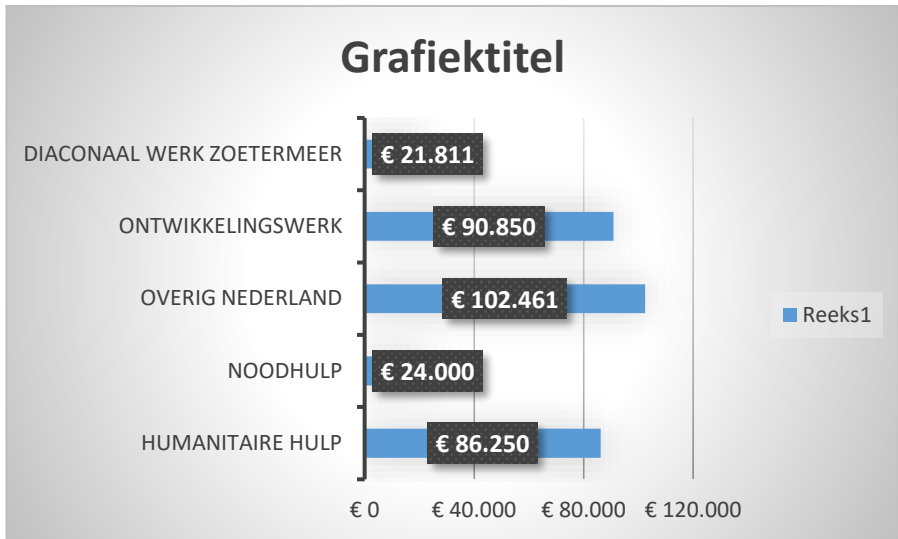 Grafiektitel
DIACONAAL WERK ZOETERMEER
€ 21.811
ONTWIKKELINGSWERK
€ 90.850
OVERIG NEDERLAND
€ 102.461
Reeks1
NOODHULP
€ 24.000
HUMANITAIRE HULP
€ 86.250
€ 0 € 40.000 € 80.000 € 120.000